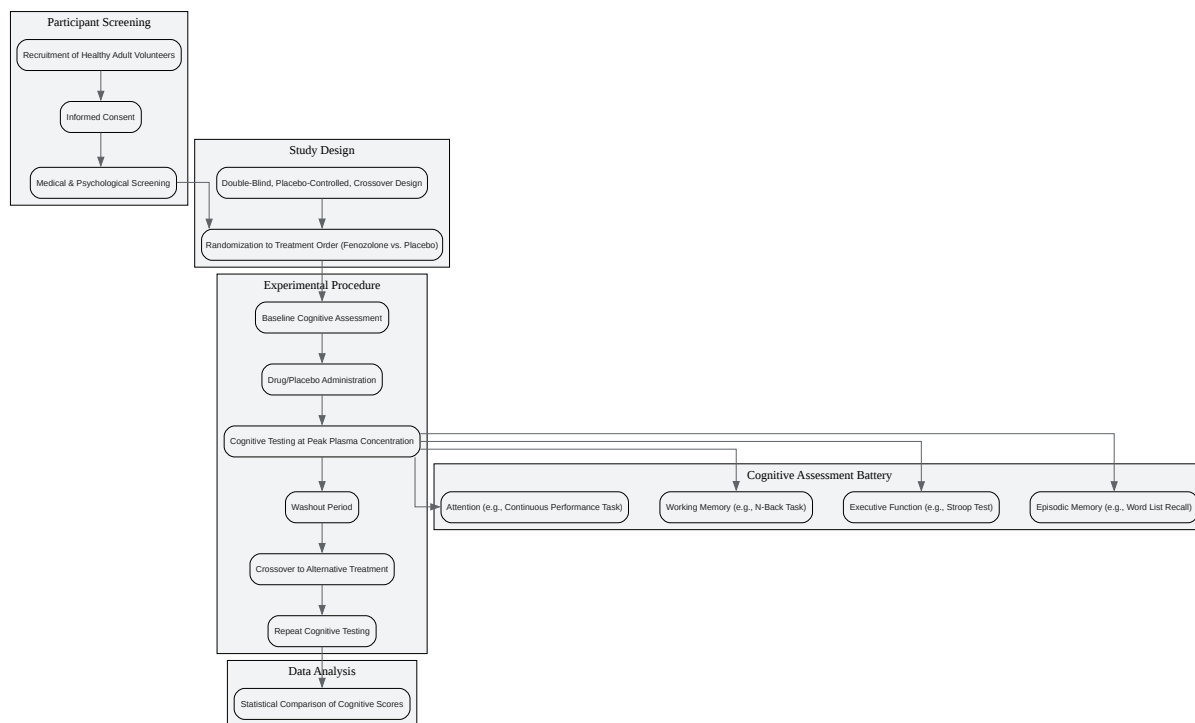 Participant Screening
Recruitment of Healthy Adult Volunteers
Informed Consent
Medical & Psychological Screening
Study Design
Double-Blind, Placebo-Controlled, Crossover Design
Randomization to Treatment Order (Fenozolone vs. Placebo)
Experimental Procedure
Baseline Cognitive Assessment
Drug/Placebo Administration
Cognitive Testing at Peak Plasma Concentration
Washout Period
Crossover to Alternative Treatment
Repeat Cognitive Testing
Cognitive Assessment Battery
Attention (e.g., Continuous Performance Task)
Working Memory (e.g., N-Back Task)
Executive Function (e.g., Stroop Test)
Episodic Memory (e.g., Word List Recall)
Data Analysis
Statistical Comparison of Cognitive Scores